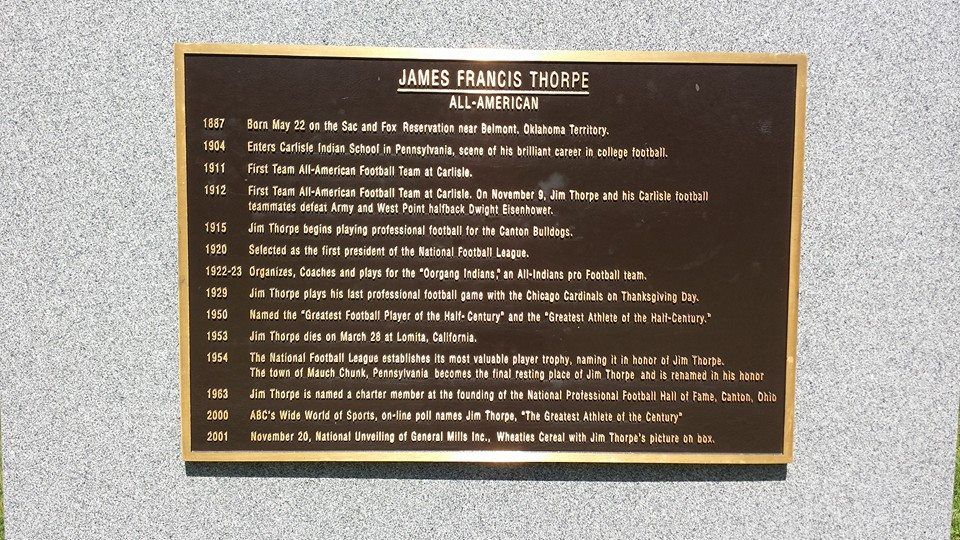 JAMES FRANCIS THORPE
ALL-AMERICAN
1887 Born May 22 on the Sac and Fox Reservation near Belmont, Oklahoma Territory.
1904 Enters Carlisle Indian School in Pennsylvania, scene of his brilliant career in college football.
1911 First Team All-American Football Team at Carlisle.
1912 First Team All-American Football Team at Carlisle. On November 9, Jim Thorpe and his Carlisle football
teammates defeat Army and West Point halfback Dwight Eisenhower.
1915 Jim Thorpe begins playing professional football for the Canton Bulldogs.
1920 Selected as the first president of the National Football League.
1922-23 Organizes, Coaches and plays for the "Oorgang Indians," an All-Indians pro Football team.
1929 Jim Thorpe plays his last professional football game with the Chicago Cardinals on Thanksgiving Day.
1950 Named the "Greatest Football Player of the Half-Century" and the "Greatest Athlete of the Half-Century."
1953 Jim Thorpe dies on March 28 at Lomita, California.
1954 The National Football League establishes its most valuable player trophy, naming it in honor of Jim Thorpe.
The town of Mauch Chunk, Pennsylvania becomes the final resting place of Jim Thorpe and is renamed in his honor
1963 Jim Thorpe is named a charter member at the founding of the National Professional Football Hall of Fame, Canton, Ohio
2000 ABC's Wide World of Sports, on-line poll names Jim Thorpe, "The Greatest Athlete of the Century"
2001 November 20, National Unveiling of General Mills Inc., Wheaties Cereal with Jim Thorpe's picture on box.